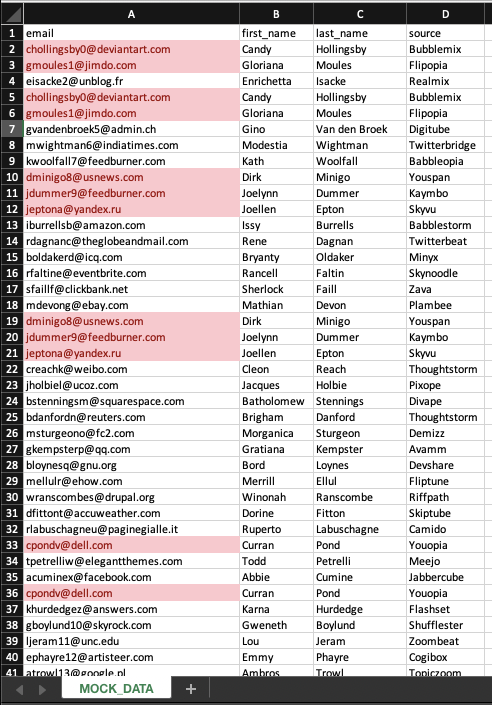 A B C D
1 email first_name last_name source
2 chollingsby0@deviantart.com Candy Hollingsby Bubblemix
3 gmoules1@jimdo.com Gloriana Moules Flipopia
4 eisacke2@unblog.fr Enrichetta Isacke Realmix
5 chollingsby0@deviantart.com Candy Hollingsby Bubblemix
6 gmoules1@jimdo.com Gloriana Moules Flipopia
7 gvandenbroek5@admin.ch Gino Van den Broek Digitube
8 mwightman6@indiatimes.com Modestia Wightman Twitterbridge
9 kwoolfall7@feedburner.com Kath Woolfall Babbleopia
10 dminigo8@usnews.com Dirk Minigo Youspan
11 jdummer9@feedburner.com Joelynn Dummer Kaymbo
12 jeptona@yandex.ru Joellen Epton Skyvu
13 iburrellsb@amazon.com Issy Burrells Babblestorm
14 rdagnanc@theglobeandmail.com Rene Dagnan Twitterbeat
15 boldakerd@icq.com Bryanty Oldaker Minyx
16 rfaltine@eventbrite.com Rancell Faltin Skynoodle
17 sfaillf@clickbank.net Sherlock Faill Zava
18 mdevong@ebay.com Mathian Devon Plambee
19 dminigo8@usnews.com Dirk Minigo Youspan
20 jdummer9@feedburner.com Joelynn Dummer Kaymbo
21 jeptona@yandex.ru Joellen Epton Skyvu
22 creachk@weibo.com Cleon Reach Thoughtstorm
23 jholbiel@ucoz.com Jacques Holbie Pixope
24 bstenningsm@squarespace.com Batholomew Stennings Divape
25 bdanfordn@reuters.com Brigham Danford Thoughtstorm
26 msturgeono@fc2.com Morganica Sturgeon Demizz
27 gkempsterp@qq.com Gratiana Kempster Avamm
28 bloynesq@gnu.org Bord Loynes Devshare
29 mellulr@ehow.com Merrill Ellul Fliptune
30 wranscombes@drupal.org Winonah Ranscombe Riffpath
31 dfittont@accuweather.com Dorine Fitton Skiptube
32 rlabuschagneu@paginegialle.it Ruperto Labuschagne Camido
33 cpondv@dell.com Curran Pond Youopia
34 tpetrelliw@elegantthemes.com Todd Petrelli Meejo
35 acuminex@facebook.com Abbie Cumine Jabbercube
36 cpondv@dell.com Curran Pond Youopia
37 khurdedgez@answers.com Karna Hurdedge Flashset
38 gboylund10@skyrock.com Gweneth Boylund Shufflester
39 ljeram11@unc.edu Lou Jeram Zoombeat
40 ephayre12@artisteer.com Emmy Phayre Cogibox
41 atrowl13@google.pl Ambros Trowl Topiczoom
MOCK_DATA +